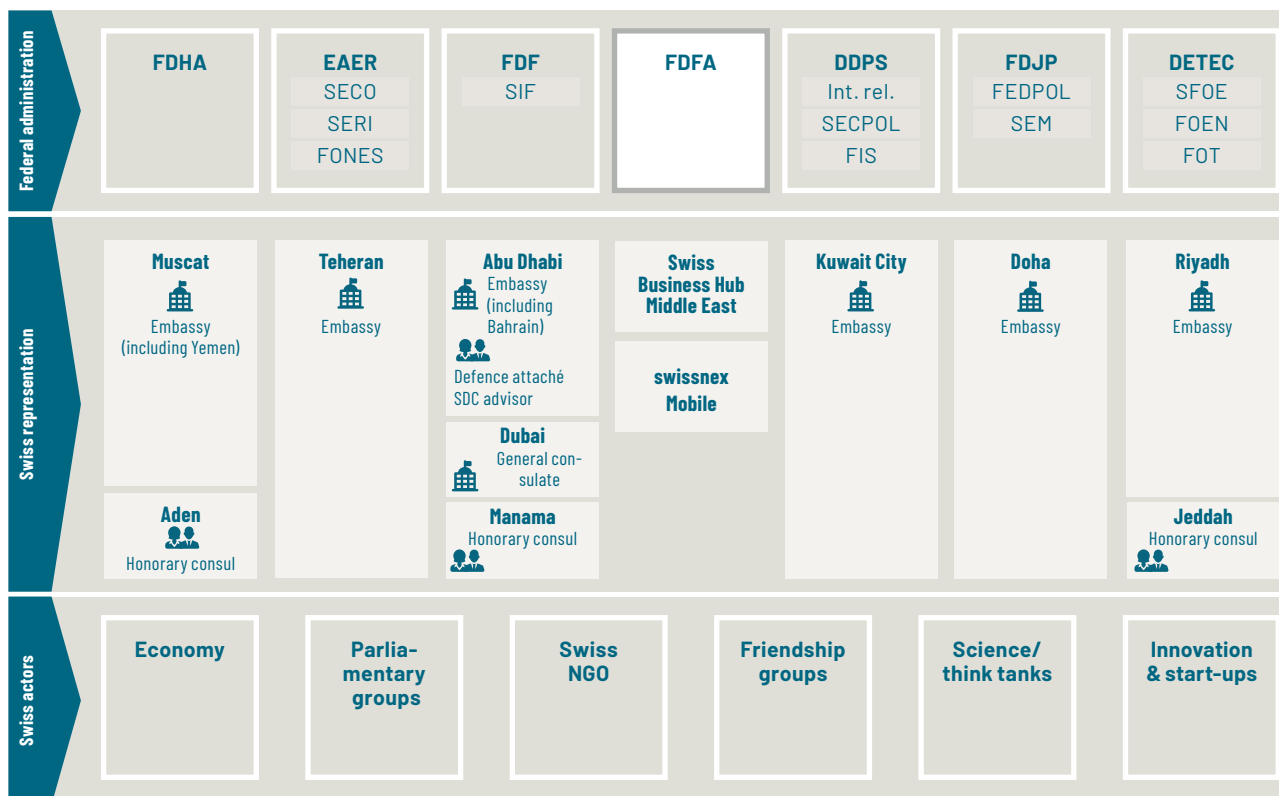 Federal administration
FDHA
EAER
SECO
SERI
FONES
FDF
SIF
FDFA
DDPS
Int. rel.
SECPOL
FIS
FDJP
FEDPOL
SEM
DETEC
SFOE
FOEN
FOT
Swiss representation
Muscat
Embassy
(including Yemen)
Aden
Honorary consul
Teheran
Embassy
Abu Dhabi
Embassy
(including
Bahrain)
Defence attaché
SDC advisor
Dubai
General con-
sulate
Manama
Honorary consul
Swiss
Business Hub
Middle East
swissnex
Mobile
Kuwait City
Embassy
Doha
Embassy
Riyadh
Embassy
Jeddah
Honorary consul
Swiss actors
Economy
Parlia-
mentary
groups
Swiss
NGO
Friendship
groups
Science/
think tanks
Innovation
& start-ups